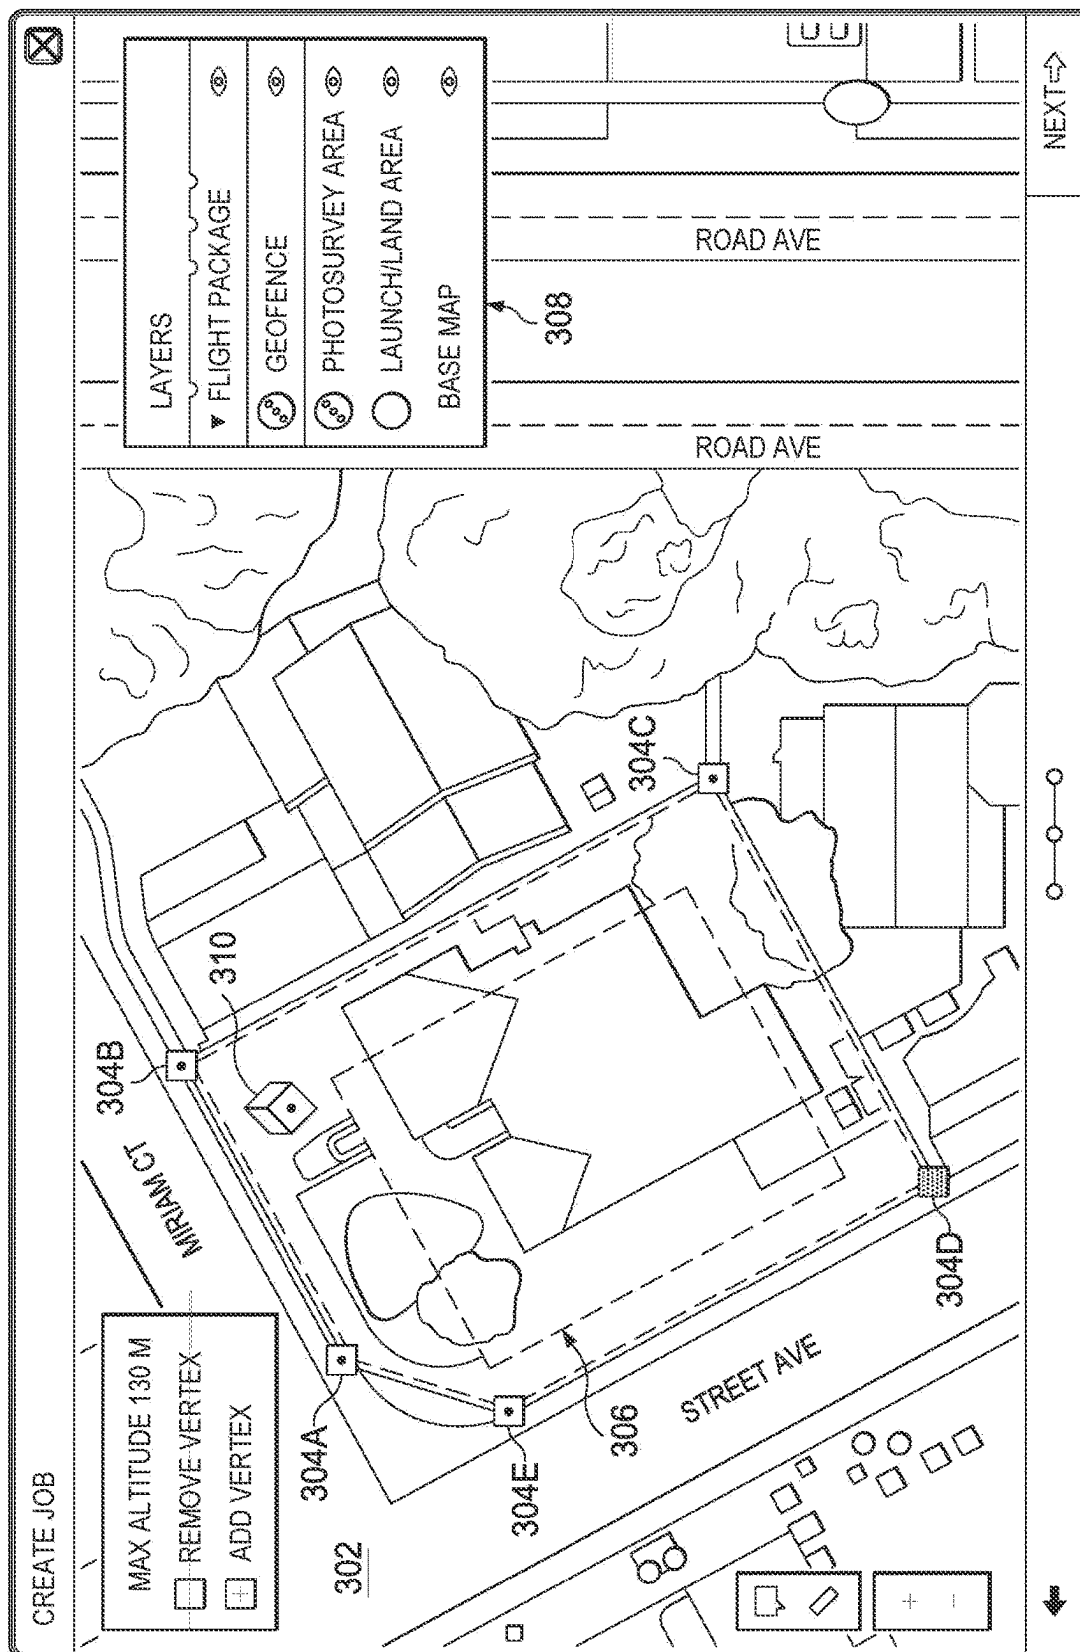 CREATE JOB
MAX ALTITUDE 130 M
REMOVE VERTEX
ADD VERTEX
LAYERS
FLIGHT PACKAGE
GEOFENCE
PHOTOSURVEY AREA
LAUNCH/LAND AREA
BASE MAP
308
MIRIAM CT
304B
310
304A
304E
302
306
304C
304D
STREET AVE
ROAD AVE
ROAD AVE
+
−
NEXT